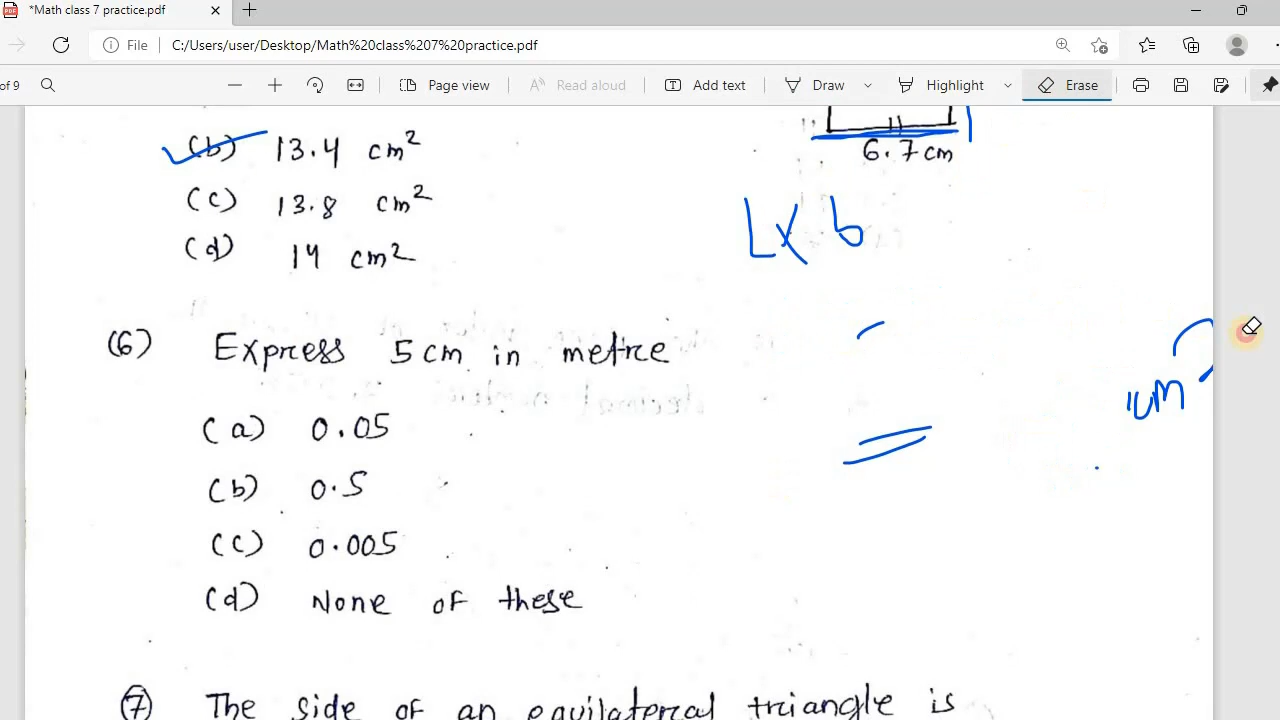 *Math class 7 practice.pdf
File C:/Users/user/Desktop/Math%20class%207%20practice.pdf
of 9 Page view Read aloud Add text Draw Highlight Erase
(b) 13.4 cm²
6.7 cm
(c) 13.8 cm²
L x b
(d) 14 cm²
(6) Express 5 cm in metre
(a) 0.05
(b) 0.5
(c) 0.005
(d) None of these
(7) The side of an equilateral triangle is